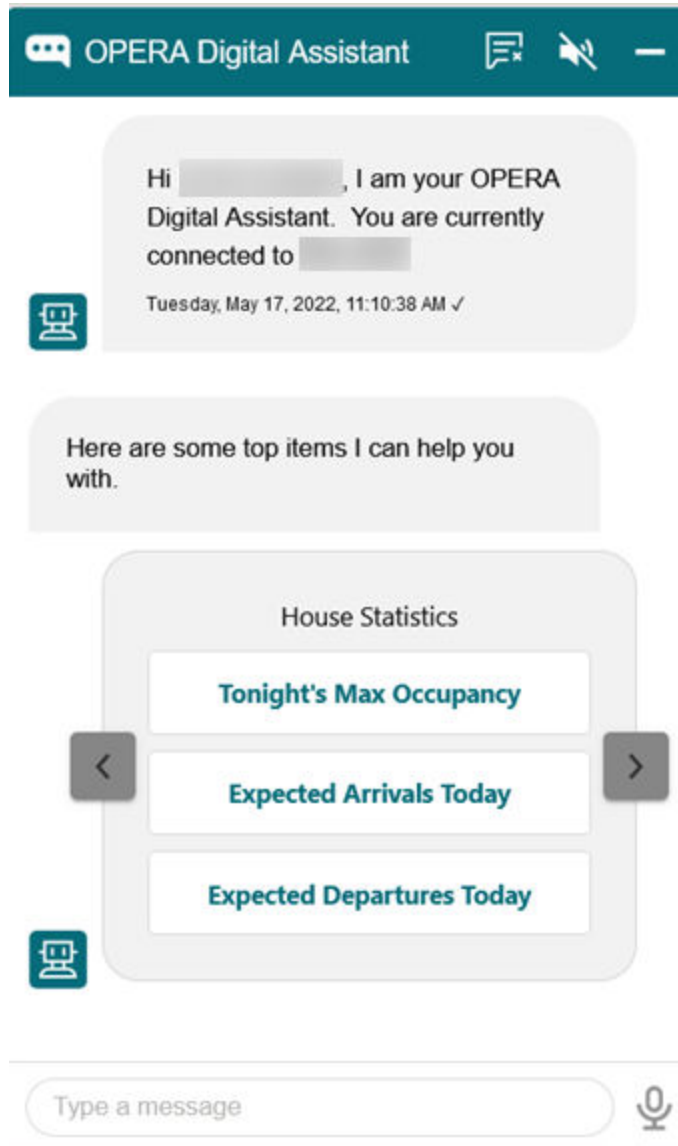 OPERA Digital Assistant
Hi , I am your OPERA
Digital Assistant. You are currently
connected to
Tuesday, May 17, 2022, 11:10:38 AM ✓
Here are some top items I can help you
with.
House Statistics
Tonight's Max Occupancy
Expected Arrivals Today
Expected Departures Today
Type a message